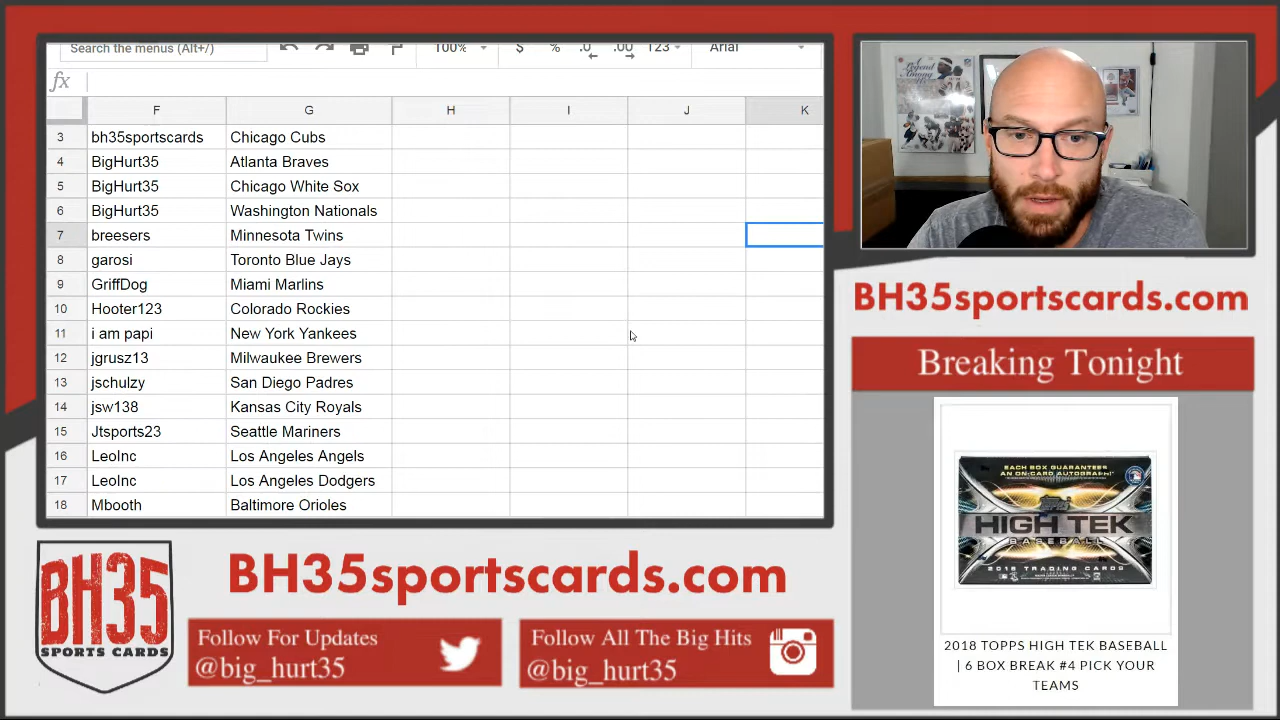 Search the menus (Alt+/)
100%
$ % .0 .00 123
Arial
fx
F G H I J K
3 bh35sportscards Chicago Cubs
4 BigHurt35 Atlanta Braves
5 BigHurt35 Chicago White Sox
6 BigHurt35 Washington Nationals
7 breesers Minnesota Twins
8 garosi Toronto Blue Jays
9 GriffDog Miami Marlins
10 Hooter123 Colorado Rockies
11 i am papi New York Yankees
12 jgrusz13 Milwaukee Brewers
13 jschulzy San Diego Padres
14 jsw138 Kansas City Royals
15 Jtsports23 Seattle Mariners
16 LeoInc Los Angeles Angels
17 LeoInc Los Angeles Dodgers
18 Mbooth Baltimore Orioles
A Legend
Among
BH35sportscards.com
Breaking Tonight
EACH BOX GUARANTEES
AN ON-CARD AUTOGRAPH!
topps
HIGH TEK
BASEBALL
2018 TRADING CARDS
2018 TOPPS HIGH TEK BASEBALL
| 6 BOX BREAK #4 PICK YOUR
TEAMS
BH35
SPORTS CARDS
BH35sportscards.com
Follow For Updates
@big_hurt35
Follow All The Big Hits
@big_hurt35